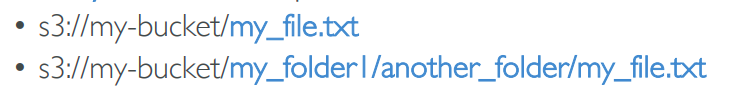 • s3://my-bucket/my_file.txt
• s3://my-bucket/my_folder1/another_folder/my_file.txt